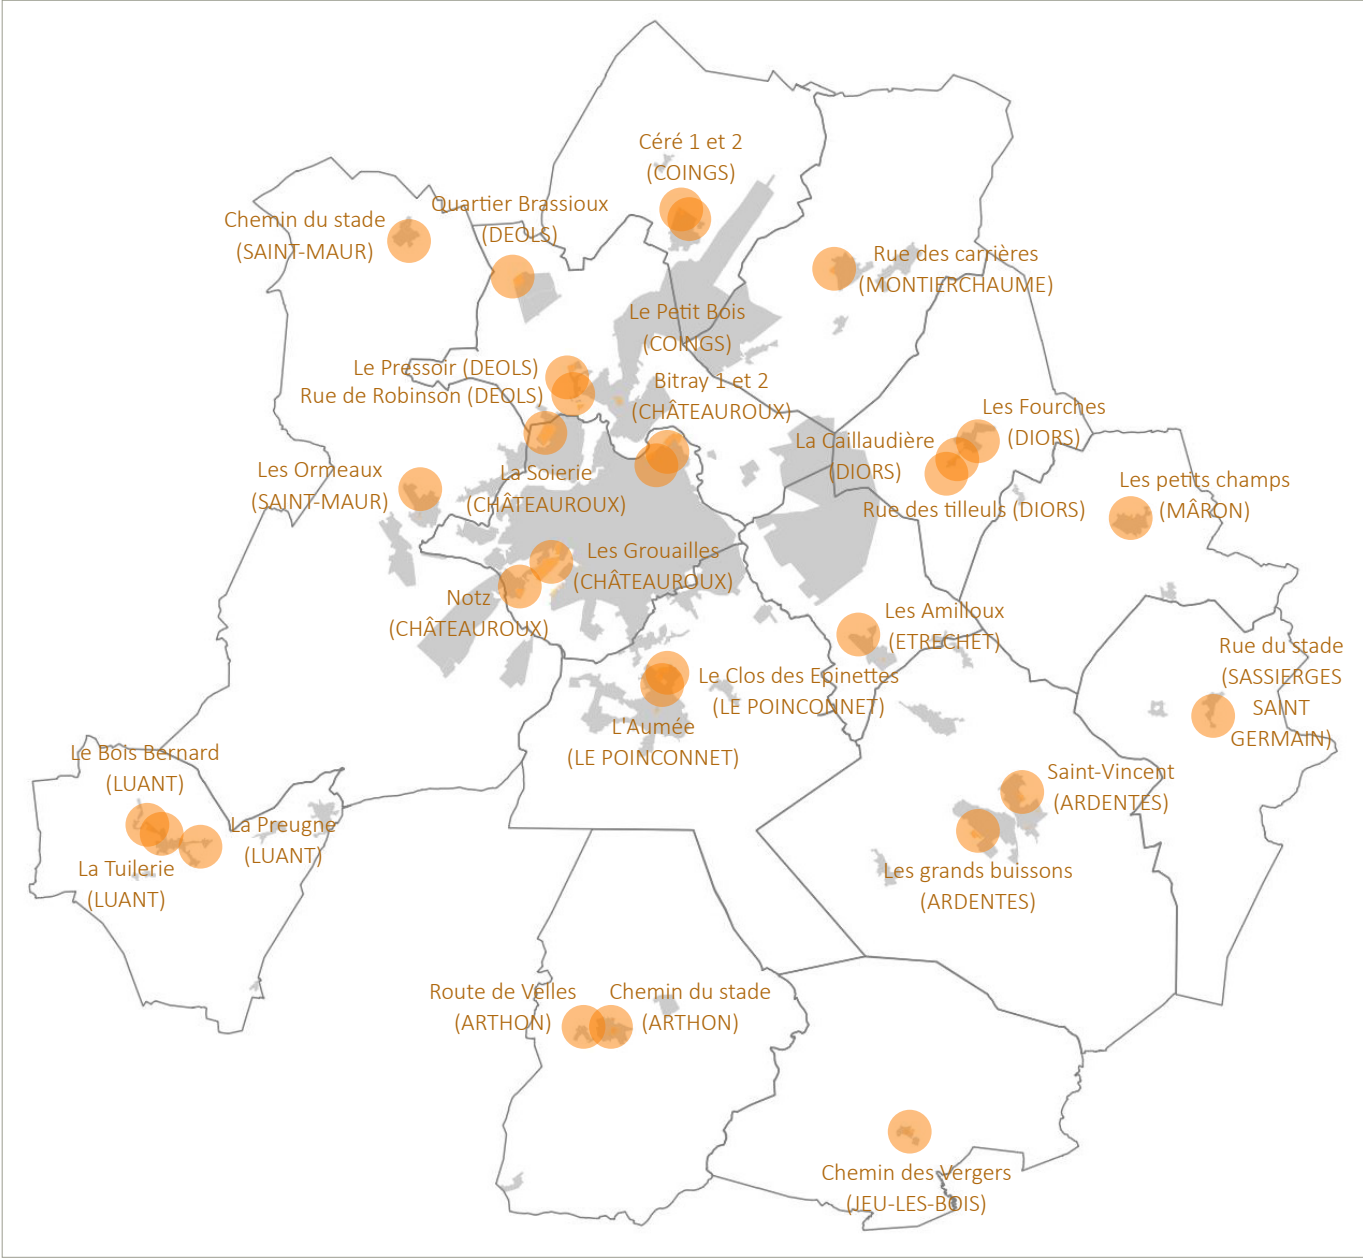 Céré 1 et 2
(COINGS)
Quartier Brassioux
(DEOLS)
Chemin du stade
(SAINT-MAUR)
Rue des carrières
(MONTIERCHAUME)
Le Petit Bois
(COINGS)
Le Pressoir (DEOLS)
Rue de Robinson (DEOLS)
Bitray 1 et 2
(CHÂTEAUROUX)
Les Fourches
(DIORS)
La Caillaudière
(DIORS)
Les Ormeaux
(SAINT-MAUR)
La Soierie
(CHÂTEAUROUX)
Rue des tilleuls (DIORS)
Les petits champs
(MÂRON)
Les Grouailles
(CHÂTEAUROUX)
Notz
(CHÂTEAUROUX)
Les Amilloux
(ETRECHET)
Rue du stade
(SASSIERGES
SAINT
GERMAIN)
Le Clos des Epinettes
(LE POINCONNET)
L'Aumée
(LE POINCONNET)
Le Bois Bernard
(LUANT)
La Preugne
(LUANT)
La Tuilerie
(LUANT)
Saint-Vincent
(ARDENTES)
Les grands buissons
(ARDENTES)
Route de Velles
(ARTHON)
Chemin du stade
(ARTHON)
Chemin des Vergers
(JEU-LES-BOIS)